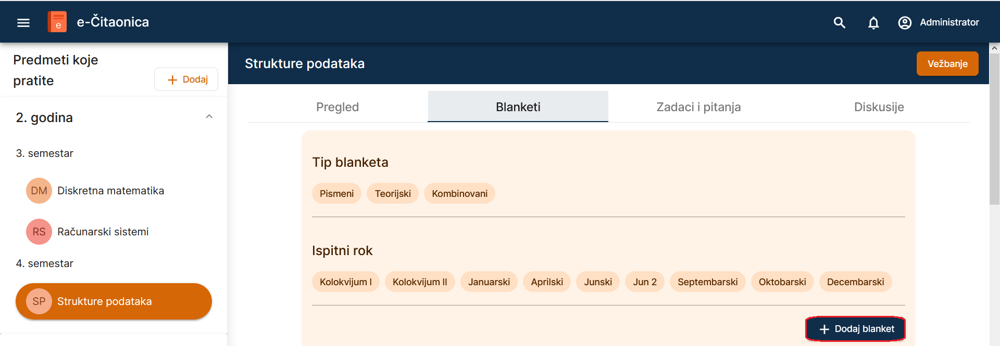 e
e-Čitaonica
Administrator
Predmeti koje
pratite
Dodaj
2. godina
3. semestar
DM Diskretna matematika
RS Računarski sistemi
4. semestar
SP Strukture podataka
Strukture podataka
Vežbanje
Pregled Blanketi Zadaci i pitanja Diskusije
Tip blanketa
Pismeni Teorijski Kombinovani
Ispitni rok
Kolokvijum I Kolokvijum II Januarski Aprilski Junski Jun 2 Septembarski Oktobarski Decembarski
Dodaj blanket